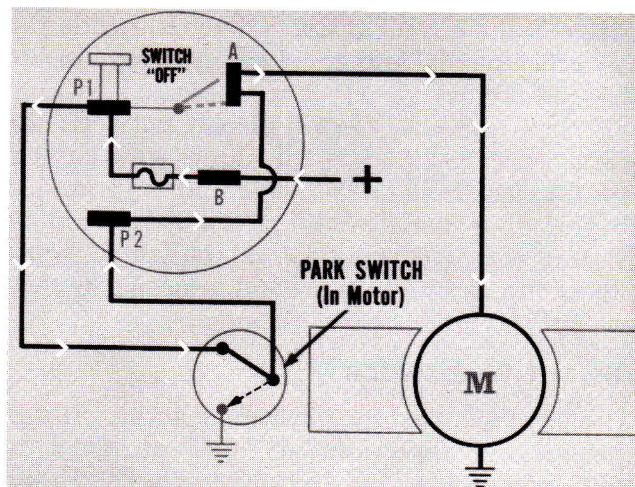 SWITCH
"OFF"
A
P1
+
B
P2
PARK SWITCH
(In Motor)
M